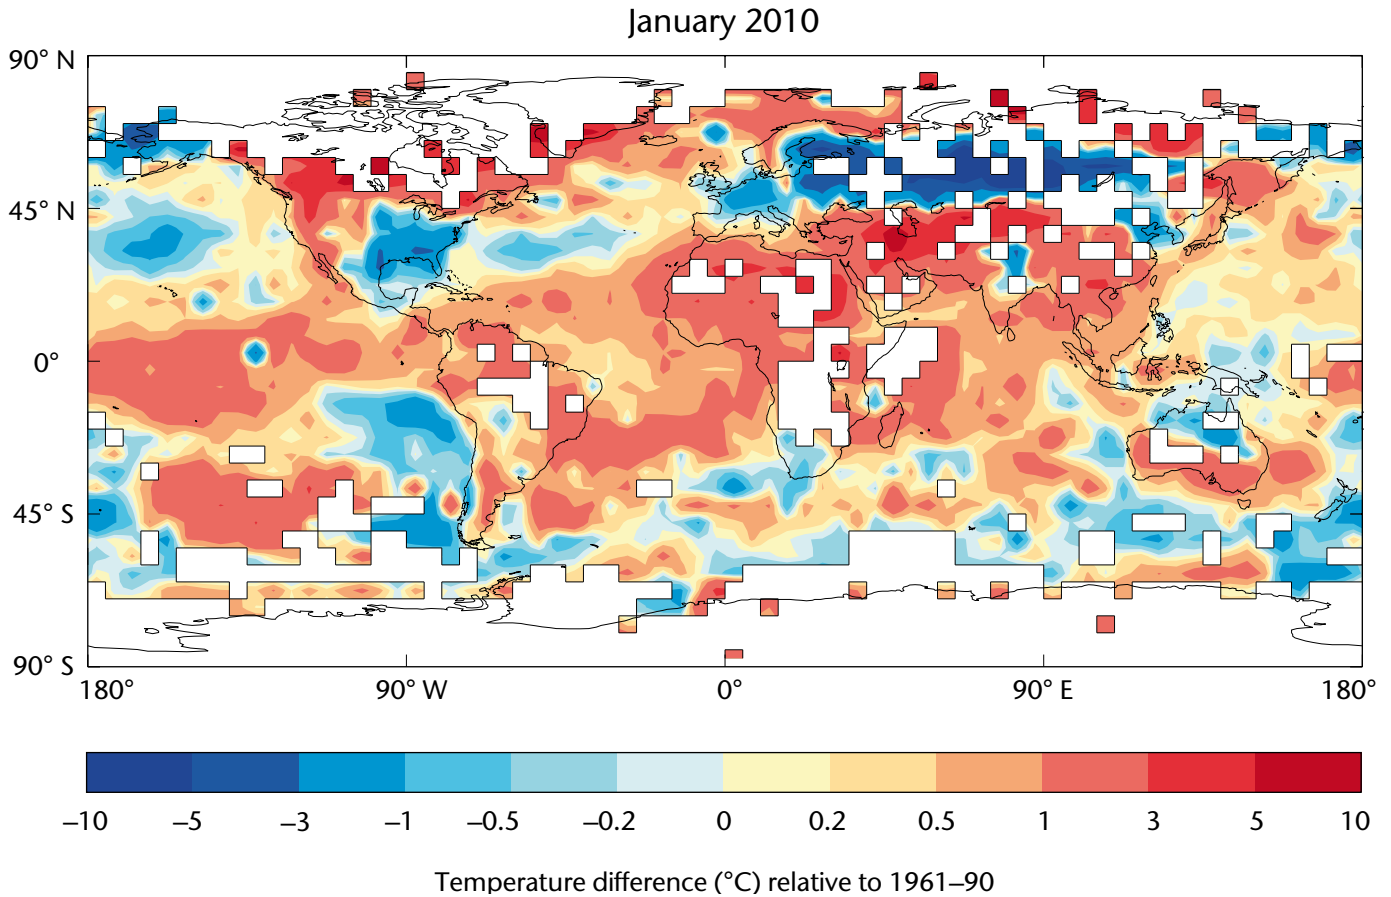 January 2010
90° N
45° N
0°
45° S
90° S
180° 90° W 0° 90° E 180°
–10 –5 –3 –1 –0.5 –0.2 0 0.2 0.5 1 3 5 10
Temperature difference (°C) relative to 1961–90